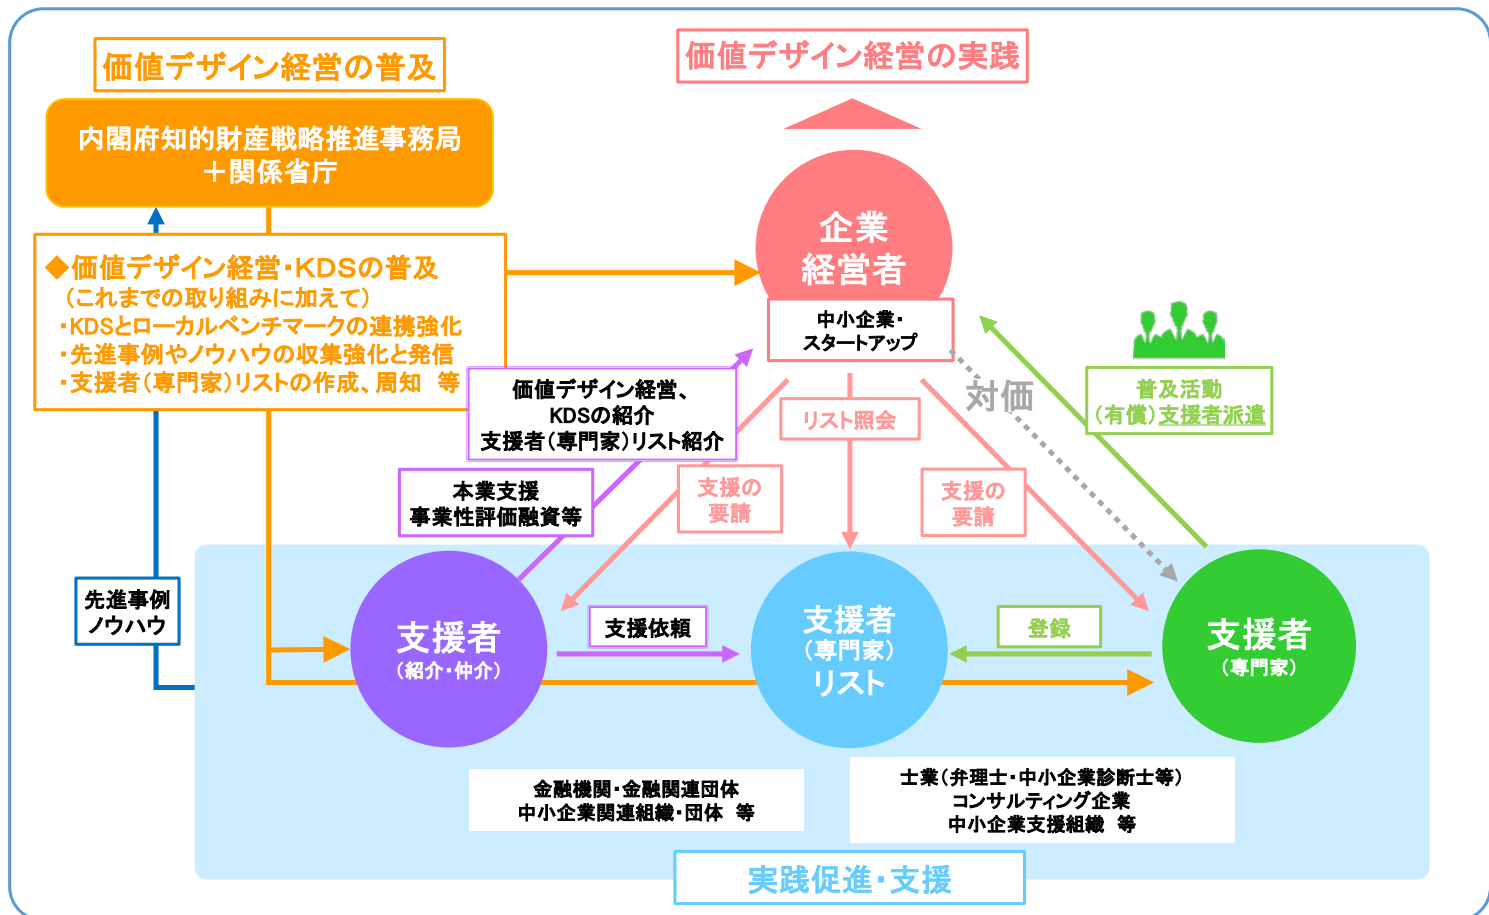 価値デザイン経営の普及
価値デザイン経営の実践
内閣府知的財産戦略推進事務局
＋関係省庁
◆価値デザイン経営・KDSの普及
（これまでの取り組みに加えて）
・KDSとローカルベンチマークの連携強化
・先進事例やノウハウの収集強化と発信
・支援者（専門家）リストの作成、周知　等
企業
経営者
中小企業・
スタートアップ
価値デザイン経営、
KDSの紹介
支援者（専門家）リスト紹介
リスト照会
対価
普及活動
（有償）支援者派遣
本業支援
事業性評価融資等
支援の
要請
支援の
要請
先進事例
ノウハウ
支援者
（紹介・仲介）
支援依頼
支援者
（専門家）
リスト
登録
支援者
（専門家）
金融機関・金融関連団体
中小企業関連組織・団体　等
士業（弁理士・中小企業診断士等）
コンサルティング企業
中小企業支援組織　等
実践促進・支援